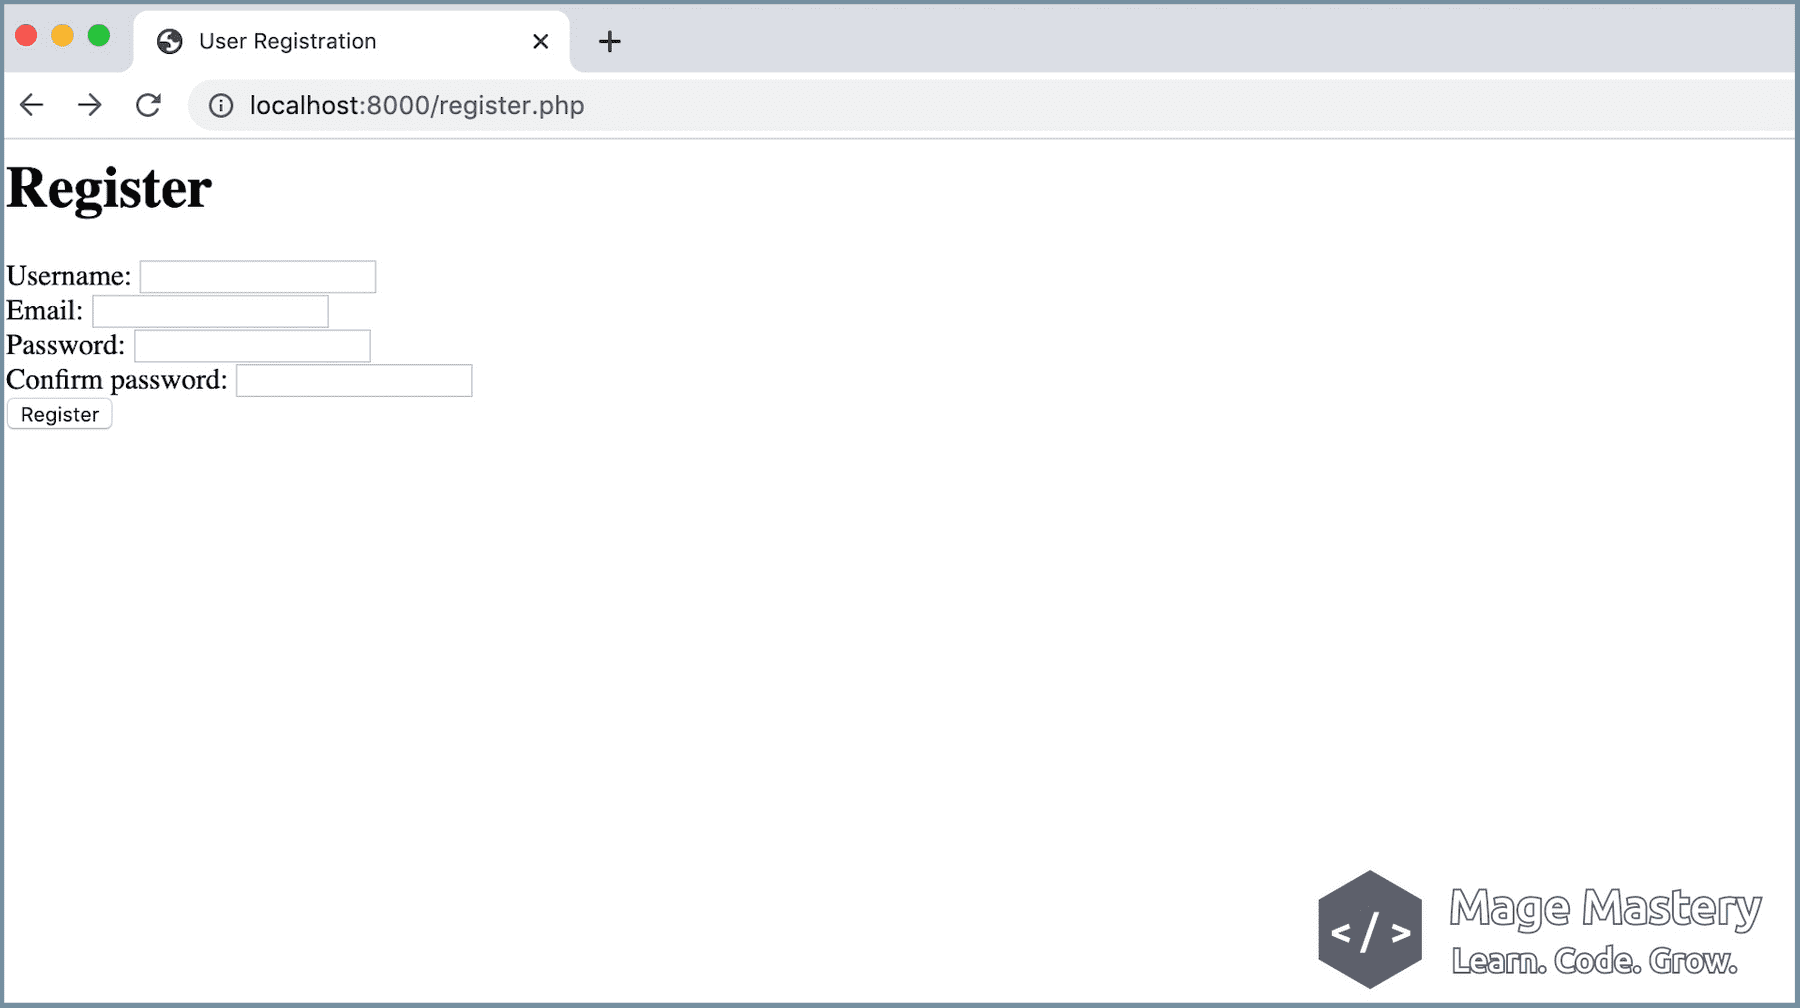 User Registration
localhost:8000/register.php
Register
Username:
Email:
Password:
Confirm password:
Register
</>
Mage Mastery
Learn. Code. Grow.